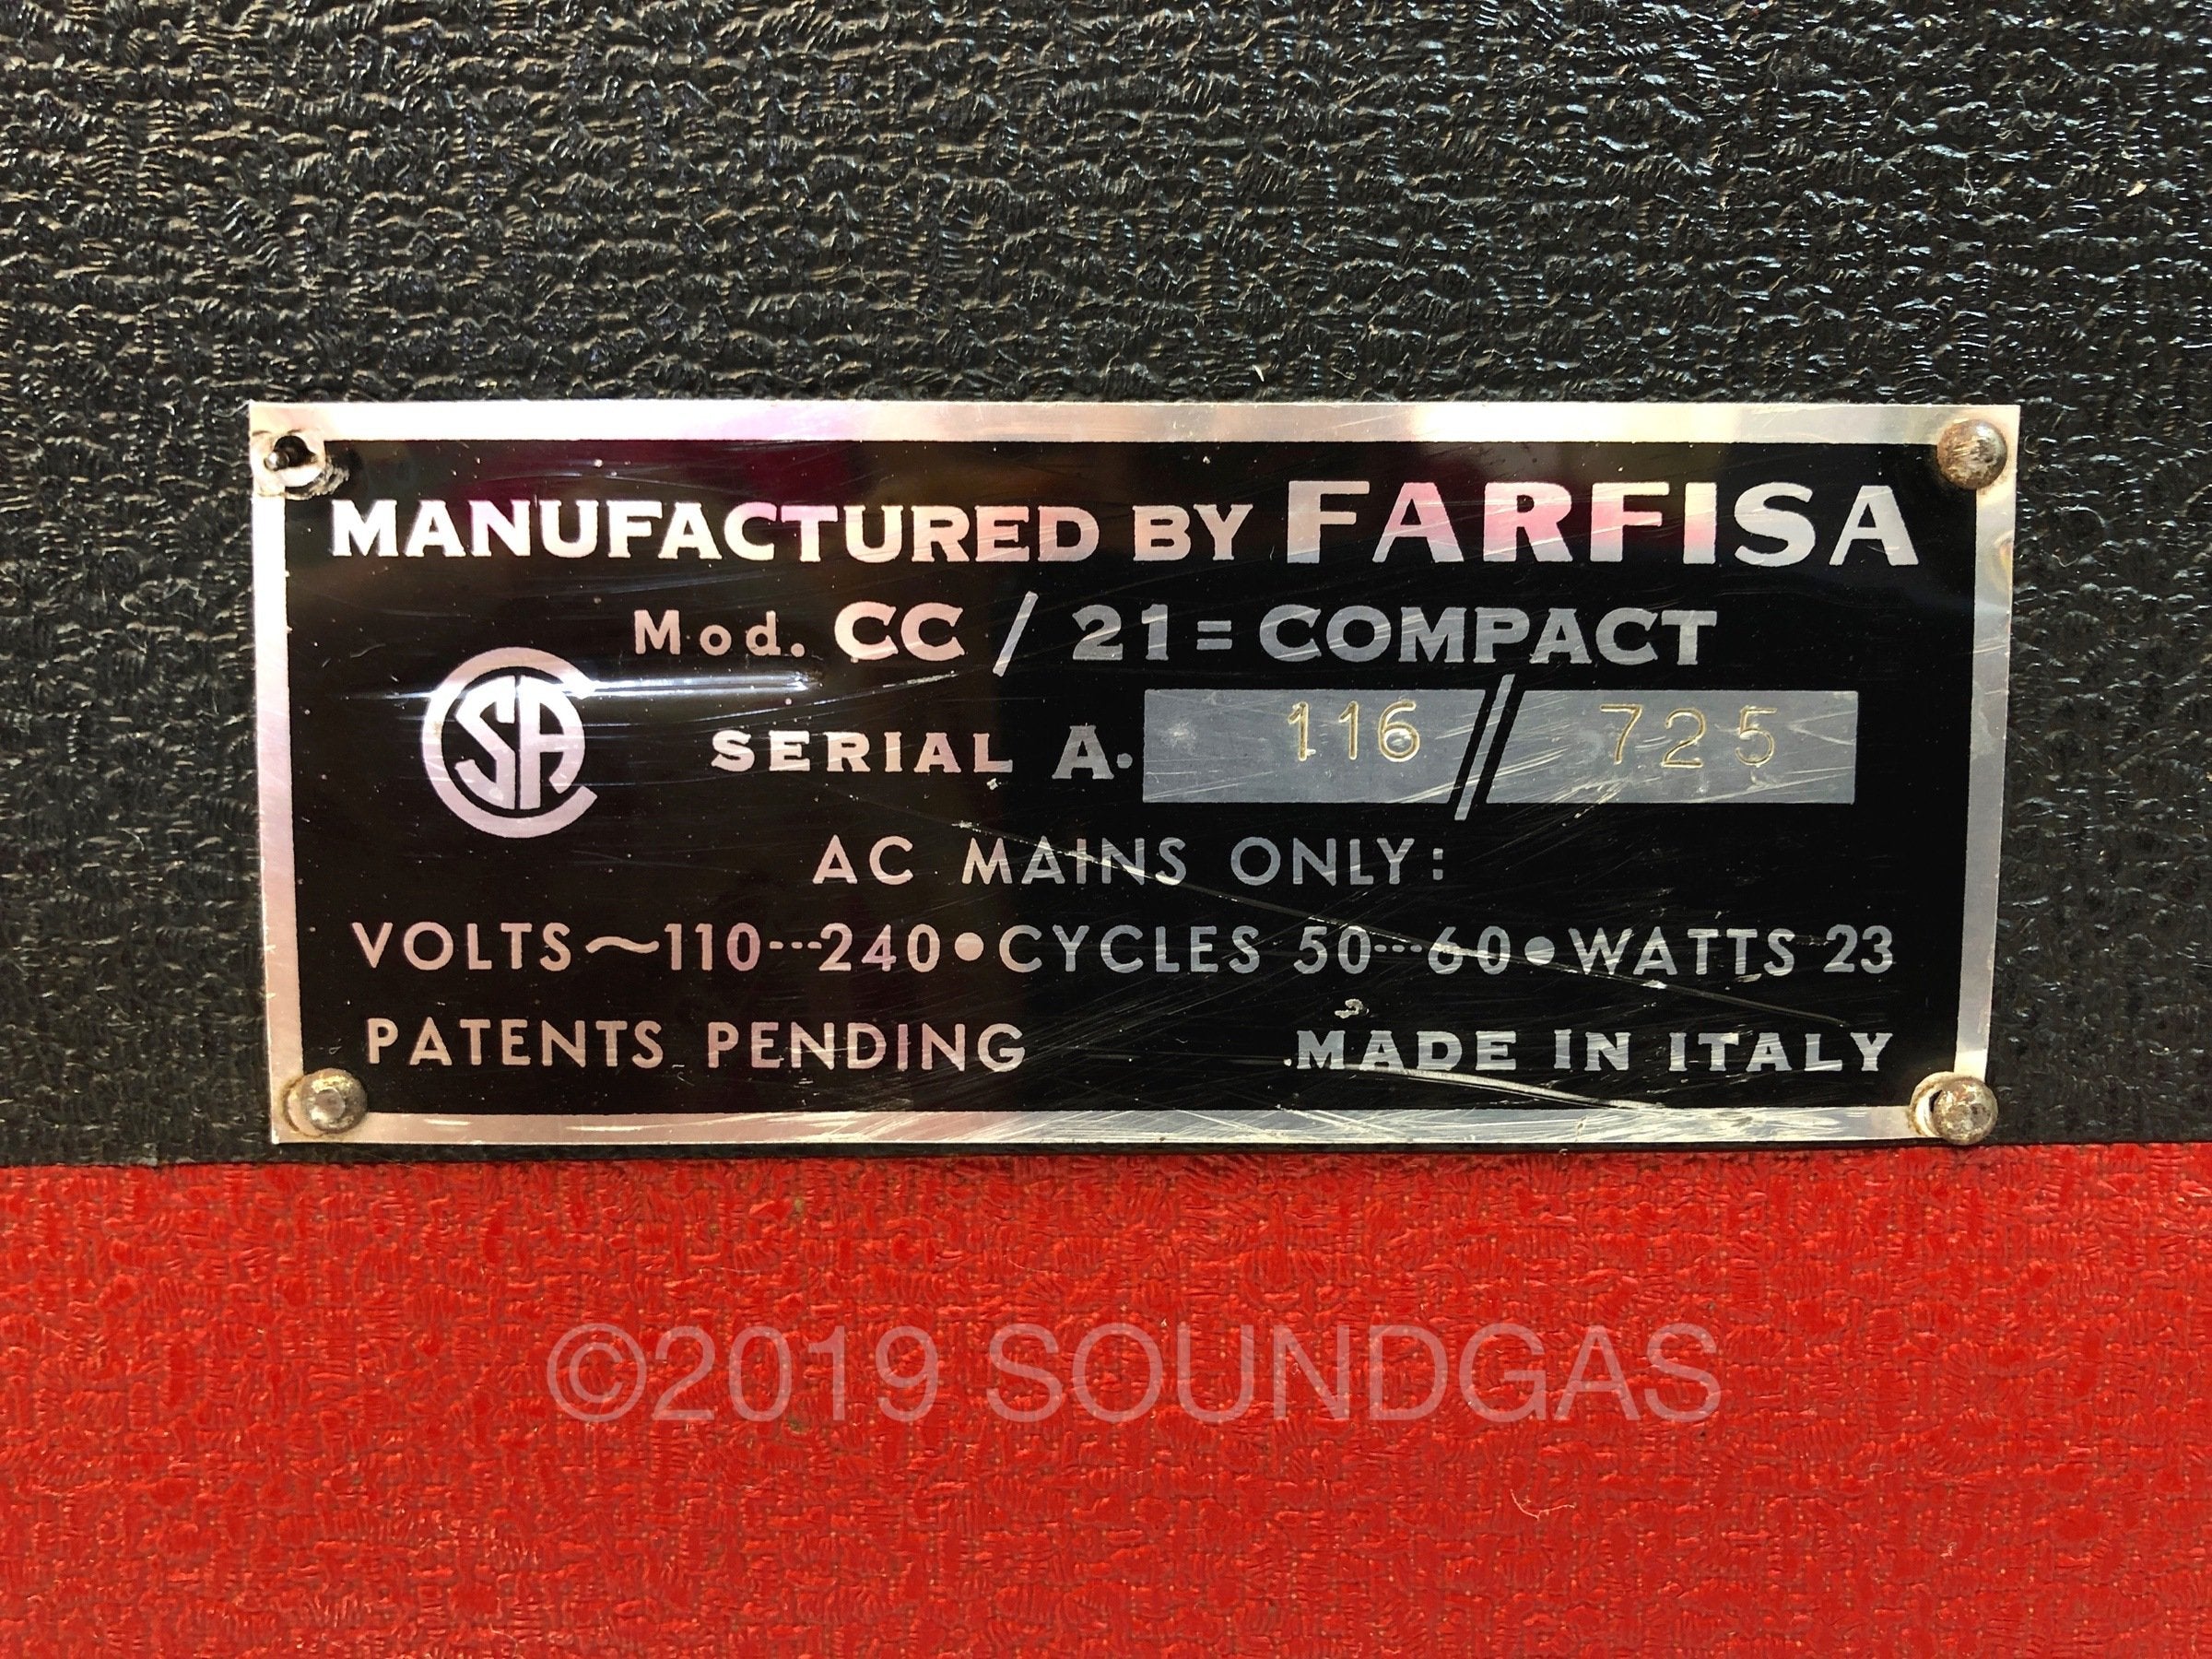 MANUFACTURED BY FARFISA
Mod. CC / 21 = COMPACT
CSA
SERIAL A. 116 // 725
AC MAINS ONLY:
VOLTS~110---240•CYCLES 50---60•WATTS 23
PATENTS PENDING MADE IN ITALY
©2019 SOUNDGAS